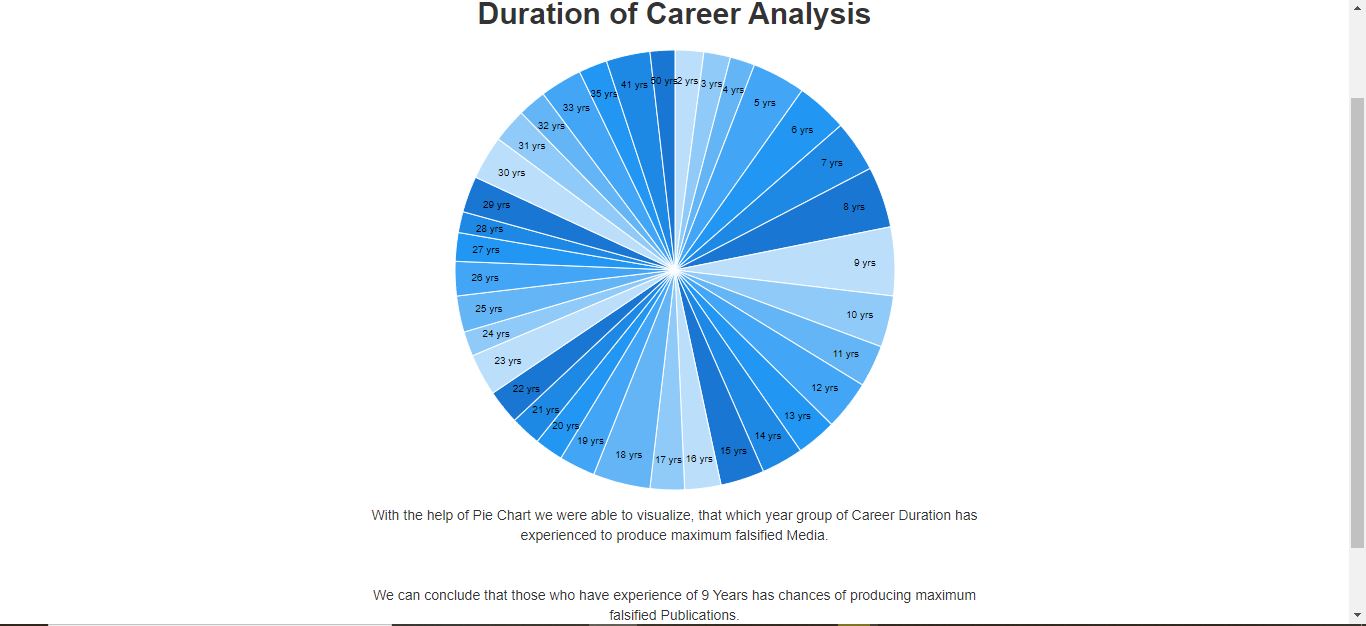 Duration of Career Analysis
2 yrs
3 yrs
4 yrs
5 yrs
6 yrs
7 yrs
8 yrs
9 yrs
10 yrs
11 yrs
12 yrs
13 yrs
14 yrs
15 yrs
16 yrs
17 yrs
18 yrs
19 yrs
20 yrs
21 yrs
22 yrs
23 yrs
24 yrs
25 yrs
26 yrs
27 yrs
28 yrs
29 yrs
30 yrs
31 yrs
32 yrs
33 yrs
35 yrs
41 yrs
50 yrs
With the help of Pie Chart we were able to visualize, that which year group of Career Duration has
experienced to produce maximum falsified Media.
We can conclude that those who have experience of 9 Years has chances of producing maximum
falsified Publications.